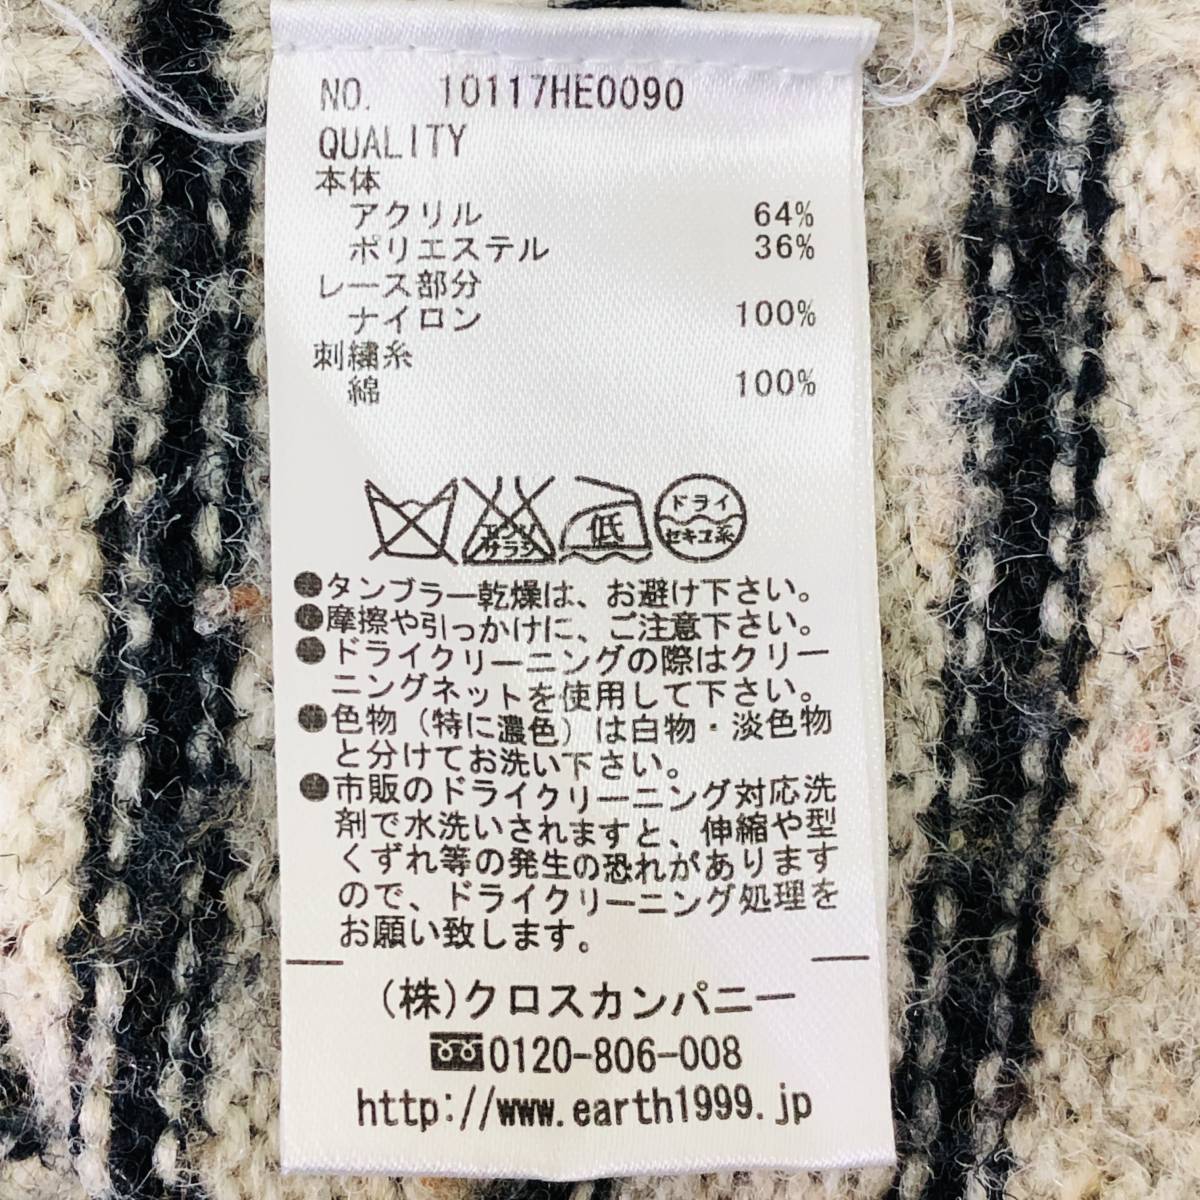 NO. 10117HE0090
QUALITY
本体
アクリル 64%
ポリエステル 36%
レース部分
ナイロン 100%
刺繍糸
綿 100%
エンソ サラシ 低 ドライ セキユ系
●タンブラー乾燥は、お避け下さい。
●摩擦や引っかけに、ご注意下さい。
●ドライクリーニングの際はクリー
ニングネットを使用して下さい。
●色物（特に濃色）は白物・淡色物
と分けてお洗い下さい。
●市販のドライクリーニング対応洗
剤で水洗いされますと、伸縮や型
くずれ等の発生の恐れがあります
ので、ドライクリーニング処理を
お願い致します。
(株)クロスカンパニー
0120-806-008
http://www.earth1999.jp